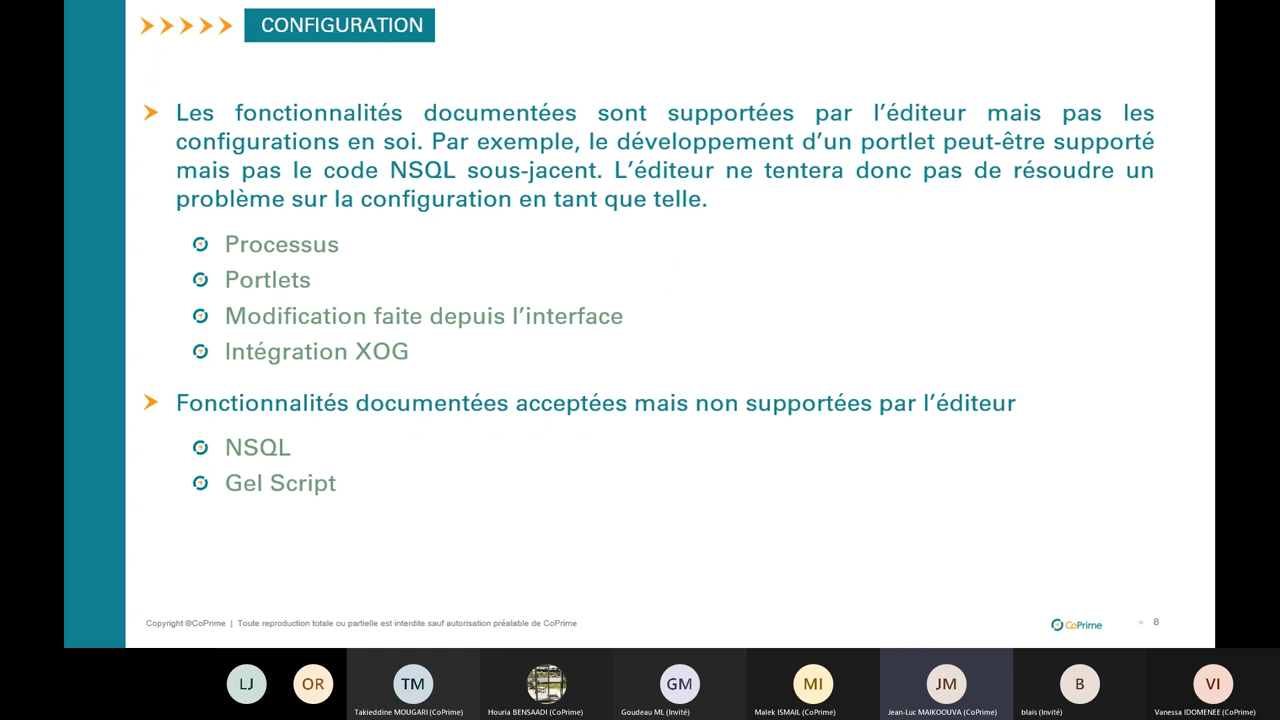 CONFIGURATION
Les fonctionnalités documentées sont supportées par l’éditeur mais pas les
configurations en soi. Par exemple, le développement d’un portlet peut-être supporté
mais pas le code NSQL sous-jacent. L’éditeur ne tentera donc pas de résoudre un
problème sur la configuration en tant que telle.
Processus
Portlets
Modification faite depuis l’interface
Intégration XOG
Fonctionnalités documentées acceptées mais non supportées par l’éditeur
NSQL
Gel Script
Copyright ©CoPrime | Toute reproduction totale ou partielle est interdite sauf autorisation préalable de CoPrime
CoPrime
8
LJ
OR
TM
GM
MI
JM
B
VI
Takieddine MOUGARI (CoPrime)
Houria BENSAADI (CoPrime)
Goudeau ML (Invité)
Malek ISMAIL (CoPrime)
Jean-Luc MAIKOOUVA (CoPrime)
blais (Invité)
Vanessa IDOMENEE (CoPrime)